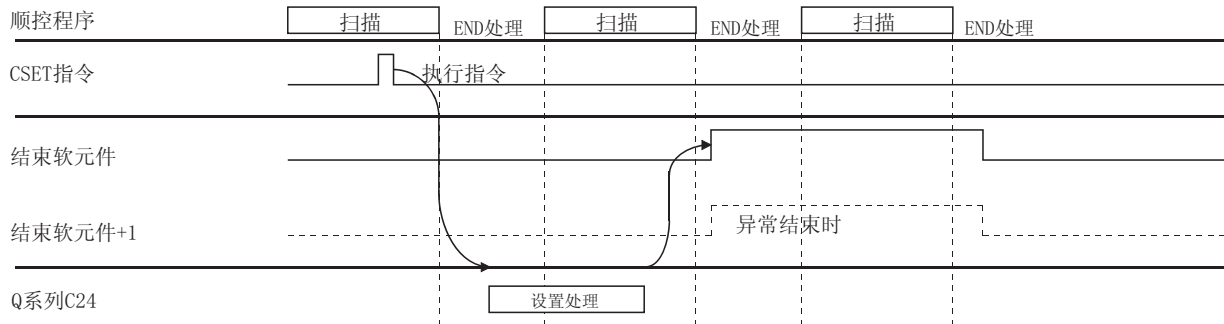 顺控程序
扫描 END处理 扫描 END处理 扫描 END处理
CSET指令
执行指令
结束软元件
结束软元件+1
异常结束时
Q系列C24
设置处理